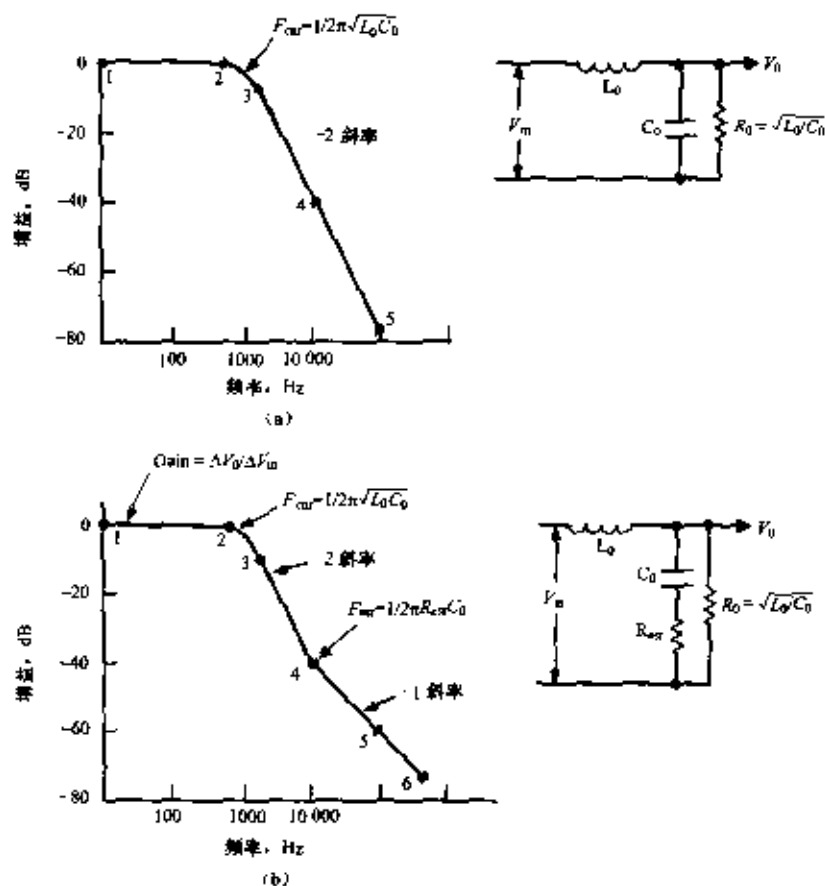 F_cnr=1/2π√L₀C₀
0
-20
-40
-60
-80
增益，dB
1
2
3
4
5
-2 斜率
100
1000
10 000
频率，Hz
(a)
L₀
V₀
V_in
C₀
R₀ = √L₀/C₀
Gain = ΔV₀/ΔV_in
F_cnr=1/2π√L₀C₀
0
-20
-40
-60
-80
增益，dB
1
2
3
4
5
6
-2 斜率
F_esr=1/2πR_esrC₀
-1 斜率
100
1000
10 000
频率，Hz
(b)
L₀
V₀
V_in
C₀
R_esr
R₀ = √L₀/C₀